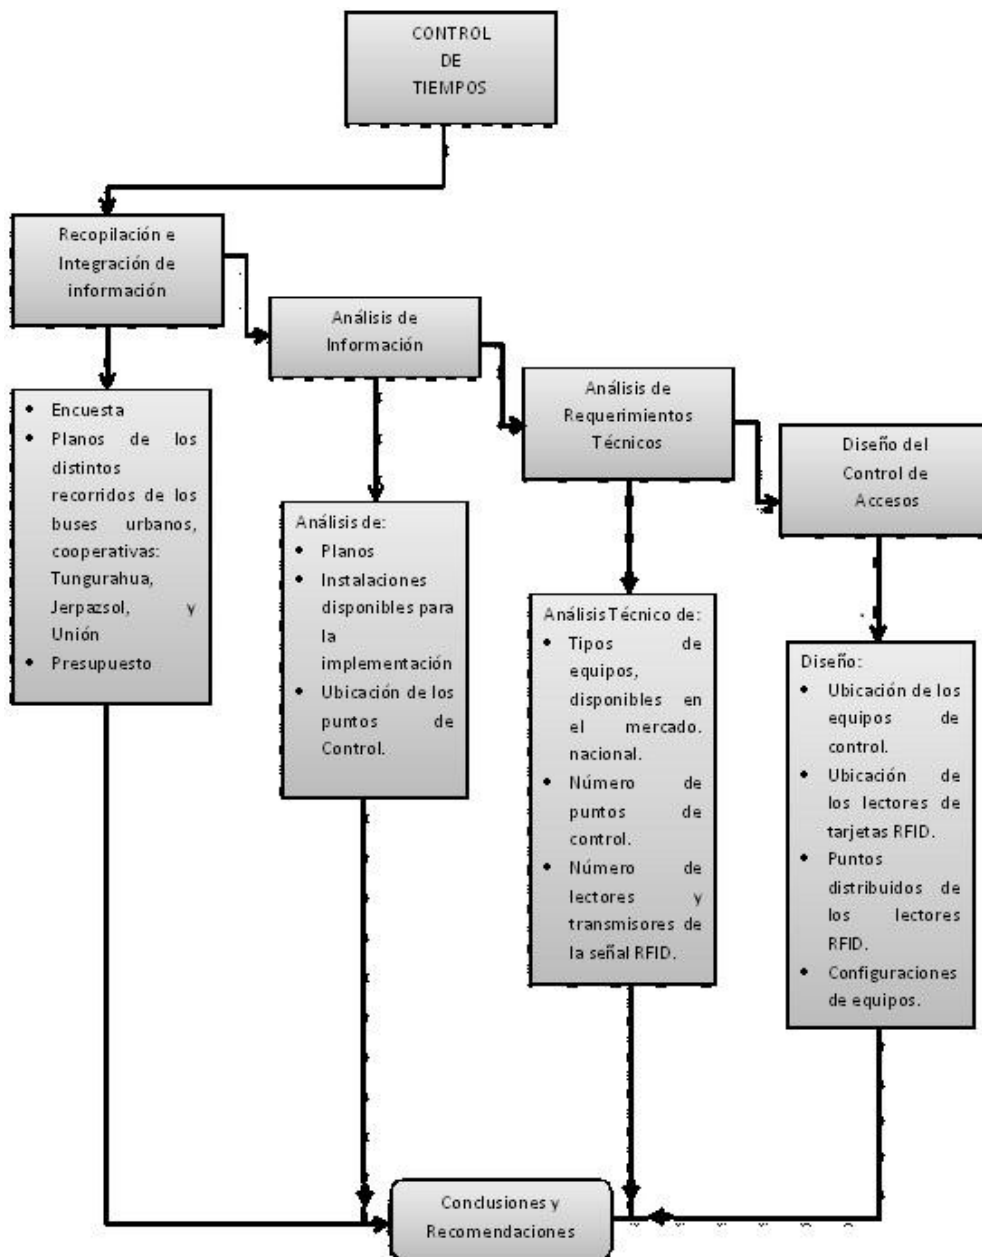 CONTROL
DE
TIEMPOS
Recopilación e
Integración de
información
Análisis de
Información
Análisis de
Requerimientos
Técnicos
Diseño del
Control de
Accesos
• Encuesta
• Planos de los
distintos
recorridos de los
buses urbanos,
cooperativas:
Tungurahua,
Jerpazsol, y
Unión
• Presupuesto
Análisis de:
• Planos
• Instalaciones
disponibles para
la
implementación
• Ubicación de los
puntos de
Control.
Análisis Técnico de:
• Tipos de
equipos,
disponibles en
el mercado.
nacional.
• Número de
puntos de
control.
• Número de
lectores y
transmisores de
la señal RFID.
Diseño:
• Ubicación de los
equipos de
control.
• Ubicación de
los lectores de
tarjetas RFID.
• Puntos
distribuidos de
los lectores
RFID.
• Configuraciones
de equipos.
Conclusiones y
Recomendaciones